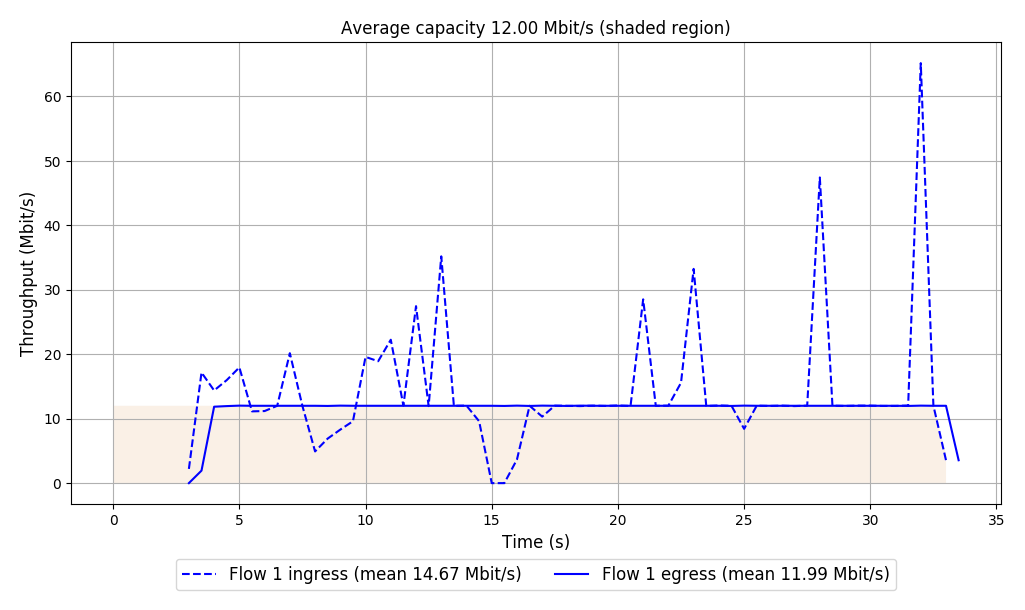 Average capacity 12.00 Mbit/s (shaded region)
Throughput (Mbit/s)
60
50
40
30
20
10
0
0 5 10 15 20 25 30 35
Time (s)
Flow 1 ingress (mean 14.67 Mbit/s) Flow 1 egress (mean 11.99 Mbit/s)